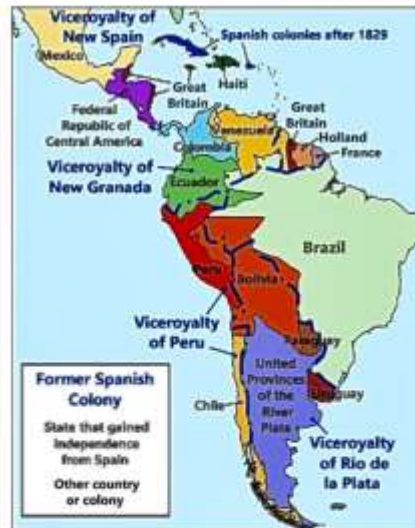 Viceroyalty of
New Spain
Mexico
Spanish colonies after 1829
Great
Britain
Haiti
Federal
Republic of
Central America
Great
Britain
Holland
France
Venezuela
Colombia
Viceroyalty of
New Granada
Ecuador
Brazil
Peru
Bolivia
Viceroyalty
of Peru
Paraguay
United
Provinces
of the
River
Plata
Uruguay
Chile
Viceroyalty
of Rio de
la Plata
Former Spanish
Colony
State that gained
independence
from Spain
Other country
or colony